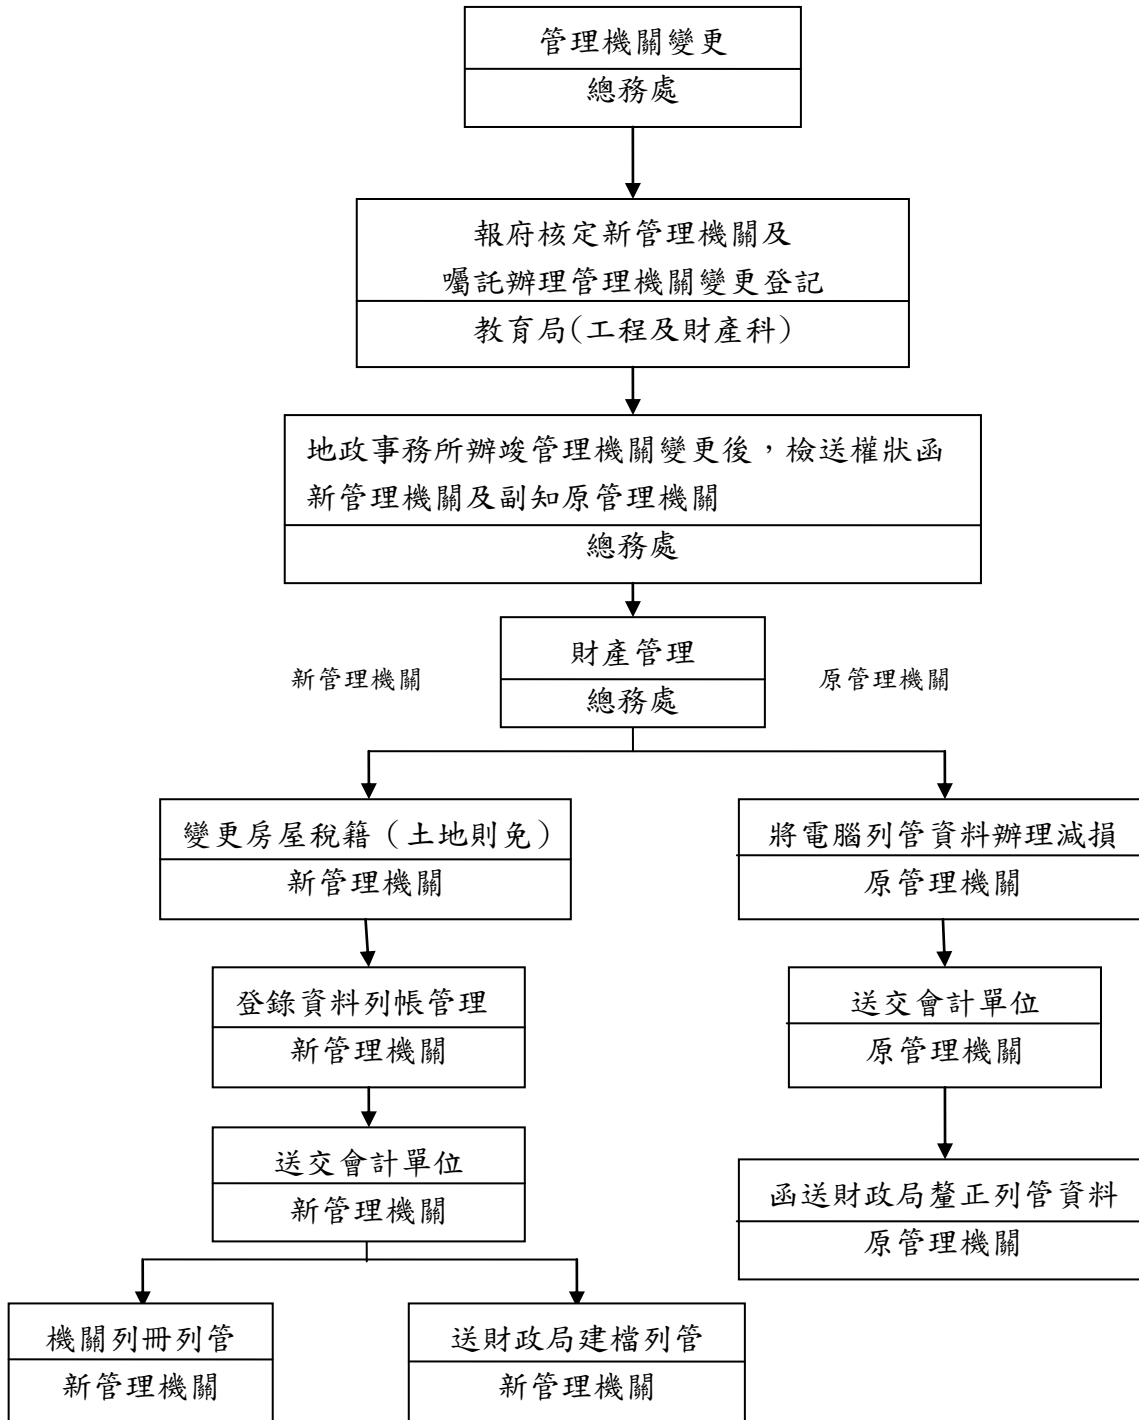 管理機關變更
總務處
報府核定新管理機關及
囑託辦理管理機關變更登記
教育局(工程及財產科)
地政事務所辦竣管理機關變更後，檢送權狀函
新管理機關及副知原管理機關
總務處
財產管理
總務處
新管理機關
原管理機關
變更房屋稅籍（土地則免）
新管理機關
將電腦列管資料辦理減損
原管理機關
登錄資料列帳管理
新管理機關
送交會計單位
原管理機關
送交會計單位
新管理機關
函送財政局釐正列管資料
原管理機關
機關列冊列管
新管理機關
送財政局建檔列管
新管理機關